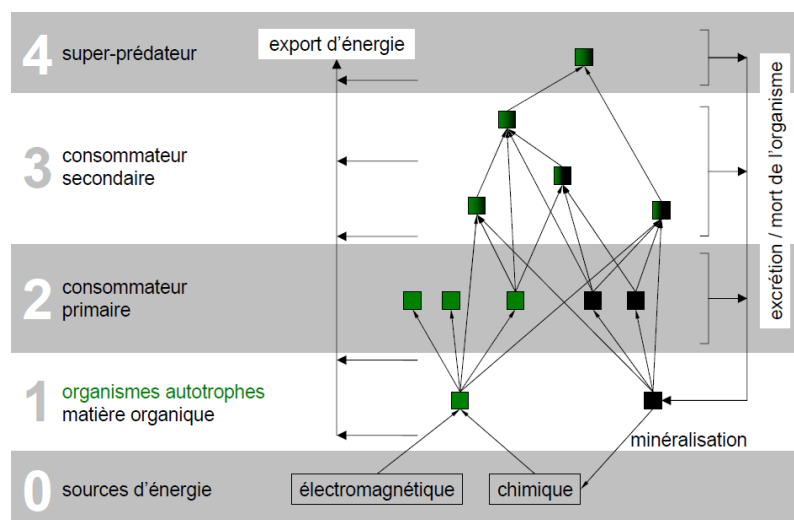 4 super-prédateur
export d'énergie
3 consommateur
secondaire
2 consommateur
primaire
1 organismes autotrophes
matière organique
0 sources d'énergie
électromagnétique
chimique
minéralisation
excrétion / mort de l'organisme